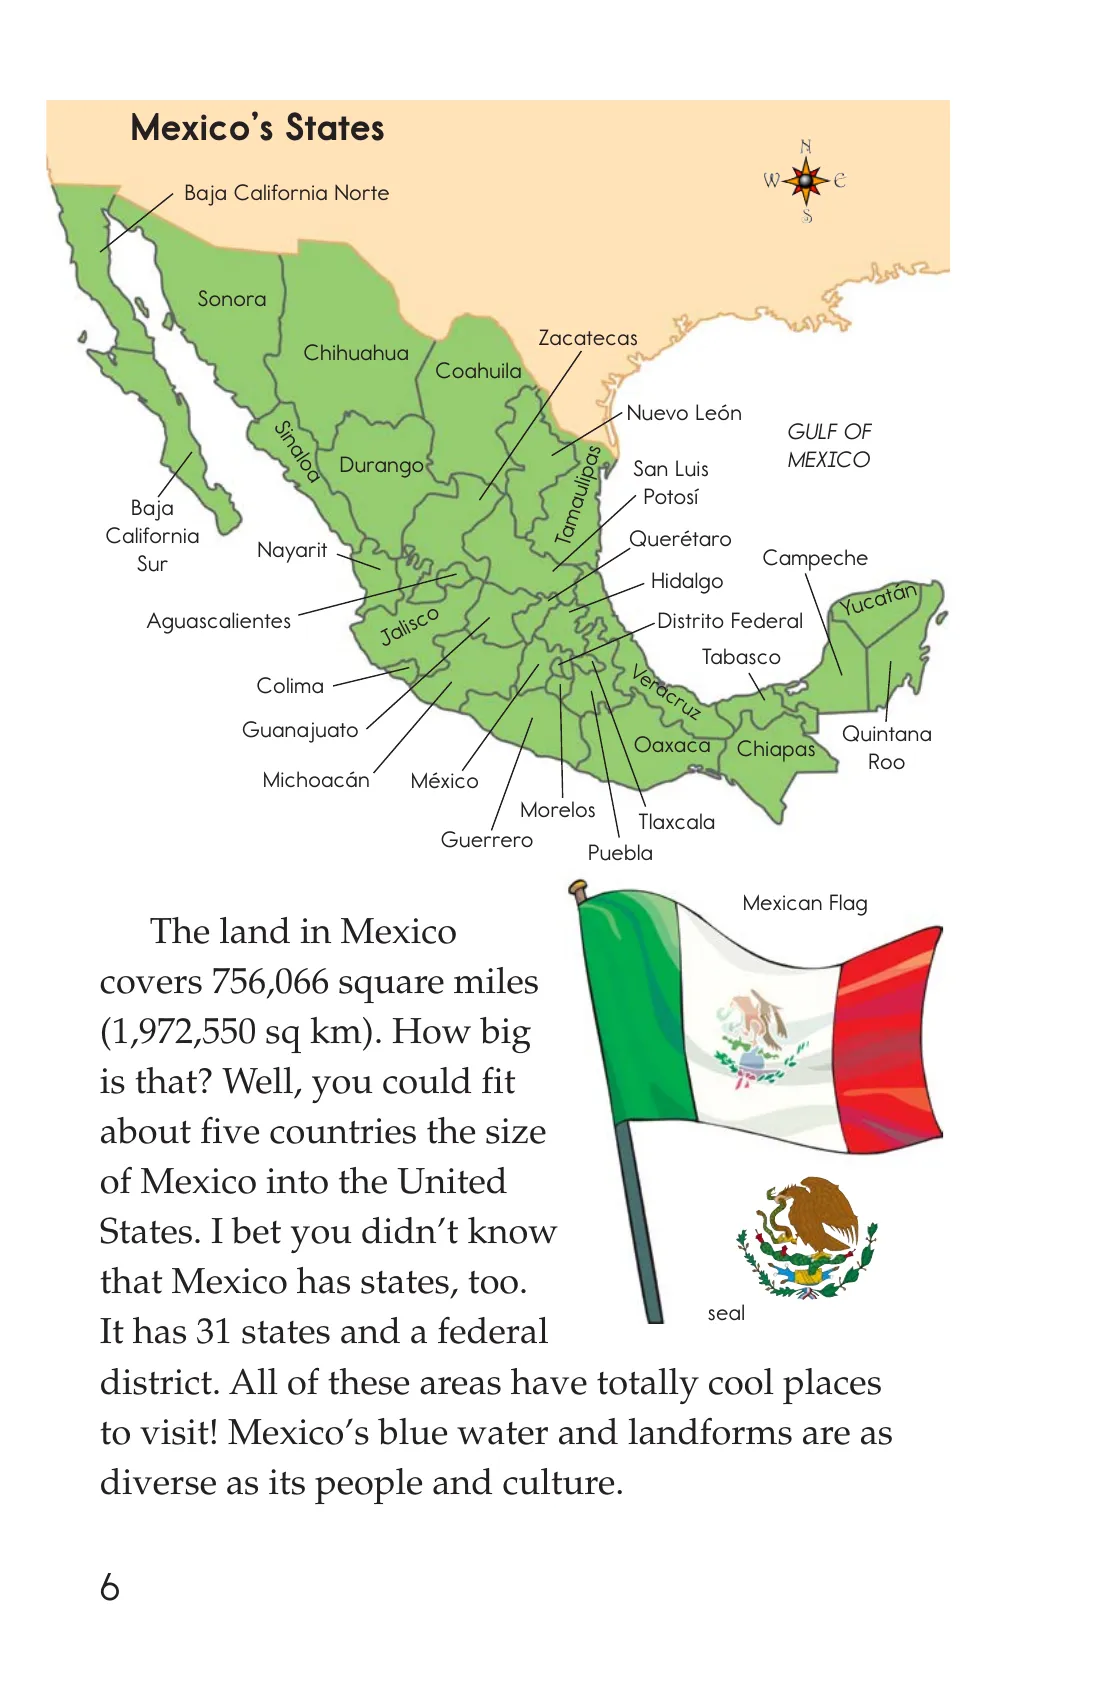 Mexico's States
N
W
E
S
Baja California Norte
Sonora
Chihuahua
Coahuila
Zacatecas
Nuevo León
GULF OF
MEXICO
Sinaloa
Durango
Tamaulipas
San Luis
Potosí
Baja
California
Sur
Nayarit
Querétaro
Hidalgo
Campeche
Yucatán
Aguascalientes
Jalisco
Distrito Federal
Tabasco
Colima
Veracruz
Guanajuato
Oaxaca
Chiapas
Quintana
Roo
Michoacán
México
Morelos
Tlaxcala
Guerrero
Puebla
Mexican Flag
The land in Mexico
covers 756,066 square miles
(1,972,550 sq km). How big
is that? Well, you could fit
about five countries the size
of Mexico into the United
States. I bet you didn't know
that Mexico has states, too.
It has 31 states and a federal
district. All of these areas have totally cool places
to visit! Mexico's blue water and landforms are as
diverse as its people and culture.
seal
6